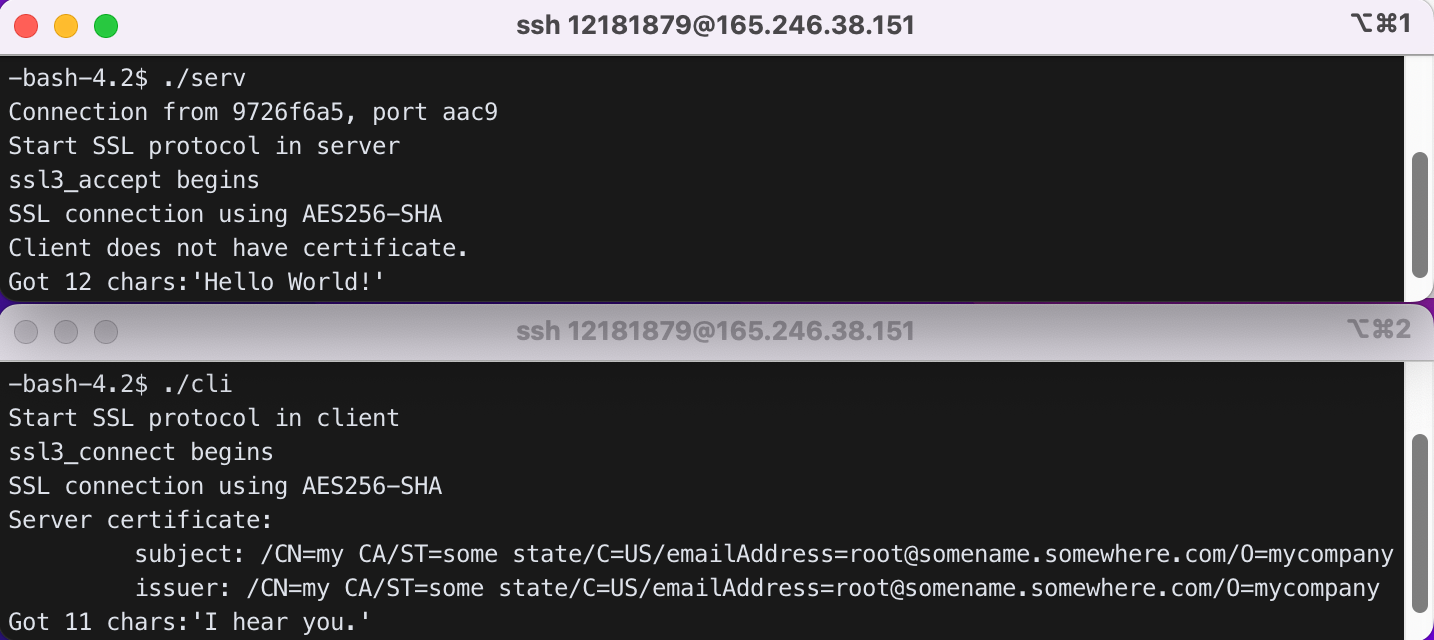 ssh 12181879@165.246.38.151 ⌥⌘1
-bash-4.2$ ./serv
Connection from 9726f6a5, port aac9
Start SSL protocol in server
ssl3_accept begins
SSL connection using AES256-SHA
Client does not have certificate.
Got 12 chars:'Hello World!'
ssh 12181879@165.246.38.151 ⌥⌘2
-bash-4.2$ ./cli
Start SSL protocol in client
ssl3_connect begins
SSL connection using AES256-SHA
Server certificate:
subject: /CN=my CA/ST=some state/C=US/emailAddress=root@somename.somewhere.com/O=mycompany
issuer: /CN=my CA/ST=some state/C=US/emailAddress=root@somename.somewhere.com/O=mycompany
Got 11 chars:'I hear you.'